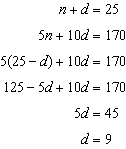 n + d = 25
5n + 10d = 170
5(25 − d) + 10d = 170
125 − 5d + 10d = 170
5d = 45
d = 9